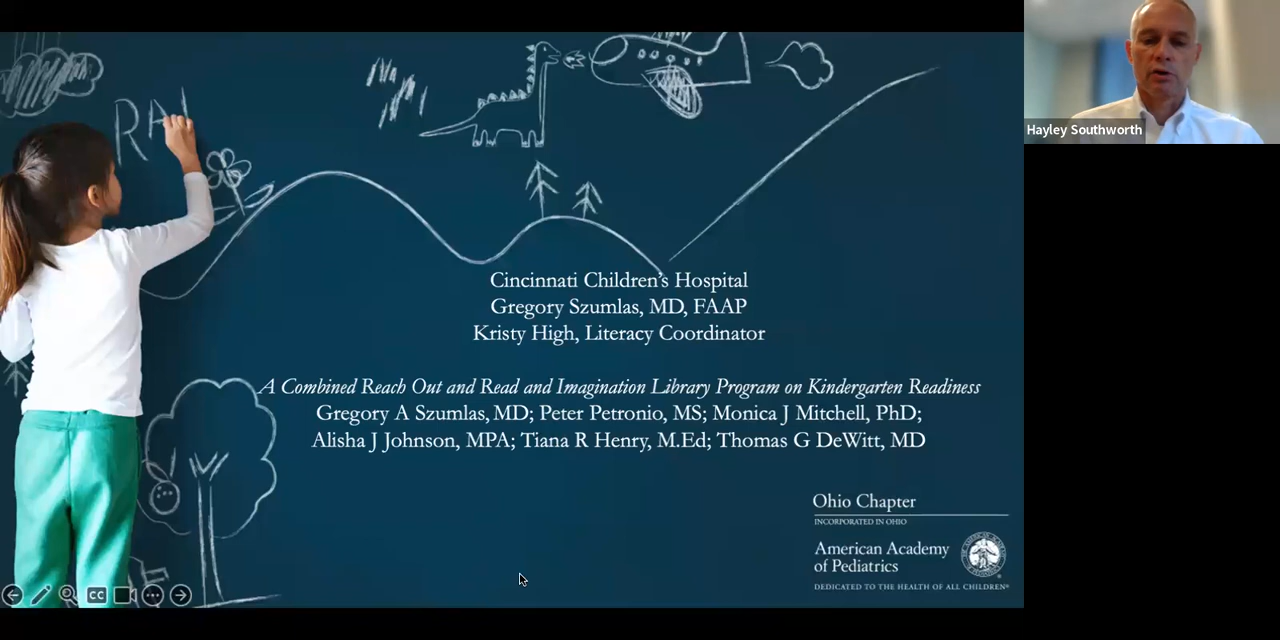 Hayley Southworth
RAI
Cincinnati Children's Hospital
Gregory Szumlas, MD, FAAP
Kristy High, Literacy Coordinator
A Combined Reach Out and Read and Imagination Library Program on Kindergarten Readiness
Gregory A Szumlas, MD; Peter Petronio, MS; Monica J Mitchell, PhD;
Alisha J Johnson, MPA; Tiana R Henry, M.Ed; Thomas G DeWitt, MD
Ohio Chapter
INCORPORATED IN OHIO
American Academy
of Pediatrics
DEDICATED TO THE HEALTH OF ALL CHILDREN®
CC